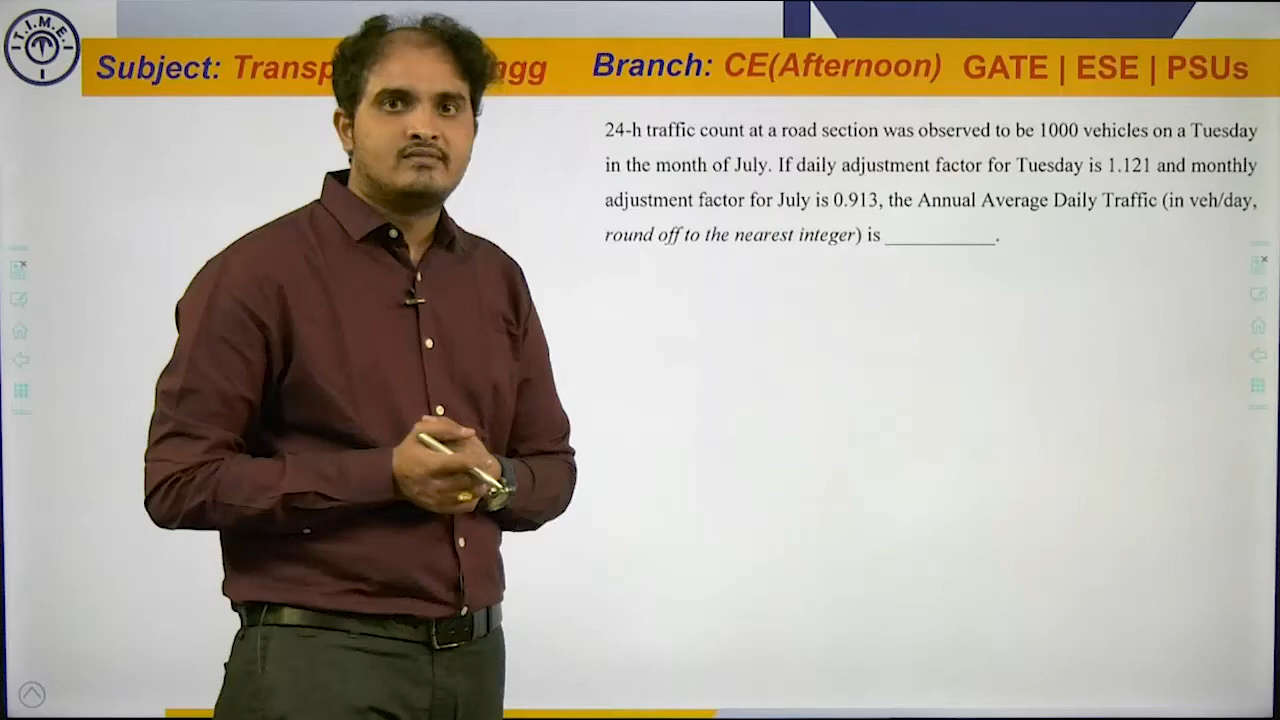 T.I.M.E.
Subject: ngg Branch: CE(Afternoon) GATE | ESE | PSUs
24-h traffic count at a road section was observed to be 1000 vehicles on a Tuesday
in the month of July. If daily adjustment factor for Tuesday is 1.121 and monthly
adjustment factor for July is 0.913, the Annual Average Daily Traffic (in veh/day,
round off to the nearest integer) is __________.